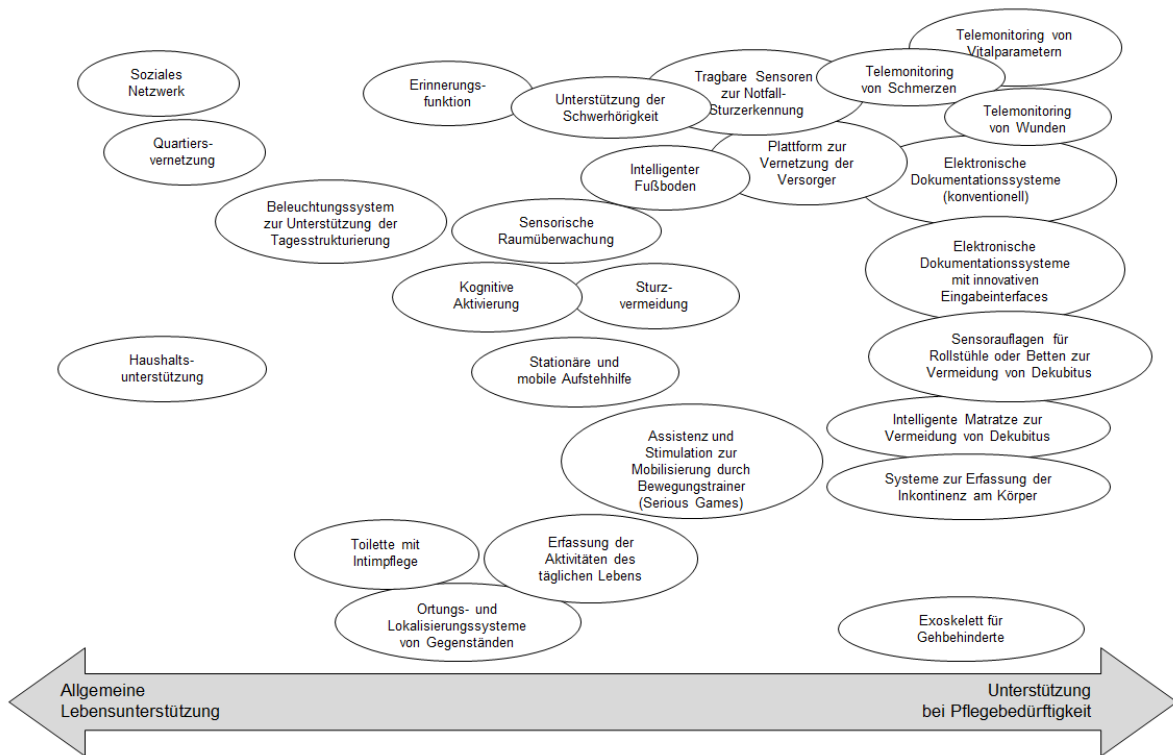 Soziales
Netzwerk
Quartiers-
vernetzung
Beleuchtungssystem
zur Unterstützung der
Tagesstrukturierung
Haushalts-
unterstützung
Erinnerungs-
funktion
Unterstützung der
Schwerhörigkeit
Tragbare Sensoren
zur Notfall-
Sturzerkennung
Telemonitoring
von Schmerzen
Telemonitoring von
Vitalparametern
Telemonitoring
von Wunden
Intelligenter
Fußboden
Plattform zur
Vernetzung der
Versorger
Elektronische
Dokumentationssysteme
(konventionell)
Sensorische
Raumüberwachung
Kognitive
Aktivierung
Sturz-
vermeidung
Elektronische
Dokumentationssysteme
mit innovativen
Eingabeinterfaces
Stationäre und
mobile Aufstehhilfe
Sensorauflagen für
Rollstühle oder Betten zur
Vermeidung von Dekubitus
Assistenz und
Stimulation zur
Mobilisierung durch
Bewegungstrainer
(Serious Games)
Intelligente Matratze zur
Vermeidung von Dekubitus
Systeme zur Erfassung der
Inkontinenz am Körper
Toilette mit
Intimpflege
Erfassung der
Aktivitäten des
täglichen Lebens
Ortungs- und
Lokalisierungssysteme
von Gegenständen
Exoskelett für
Gehbehinderte
Allgemeine
Lebensunterstützung
Unterstützung
bei Pflegebedürftigkeit